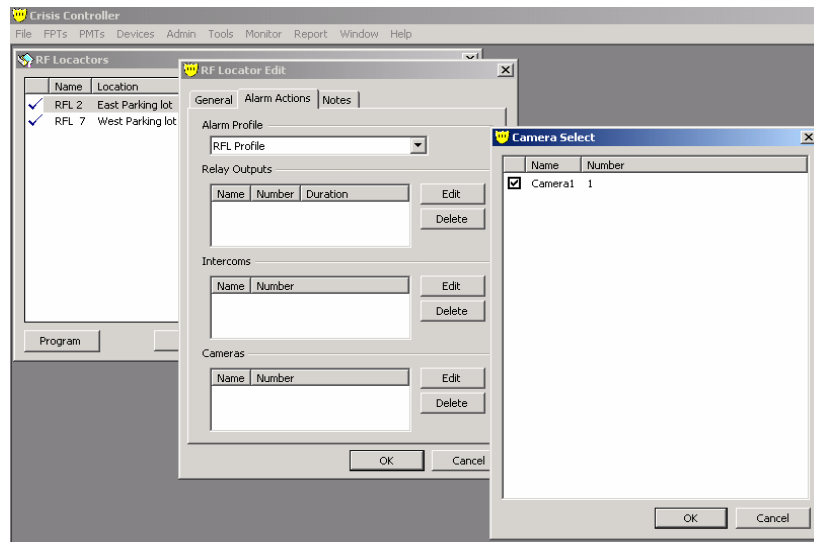 Crisis Controller
File FPTs PMTs Devices Admin Tools Monitor Report Window Help
RF Locactors
Name Location
RFL 2 East Parking lot
RFL 7 West Parking lot
Program
RF Locator Edit
General Alarm Actions Notes
Alarm Profile
RFL Profile
Relay Outputs
Name Number Duration
Edit
Delete
Intercoms
Name Number
Edit
Delete
Cameras
Name Number
Edit
Delete
OK Cancel
Camera Select
Name Number
Camera1 1
OK Cancel